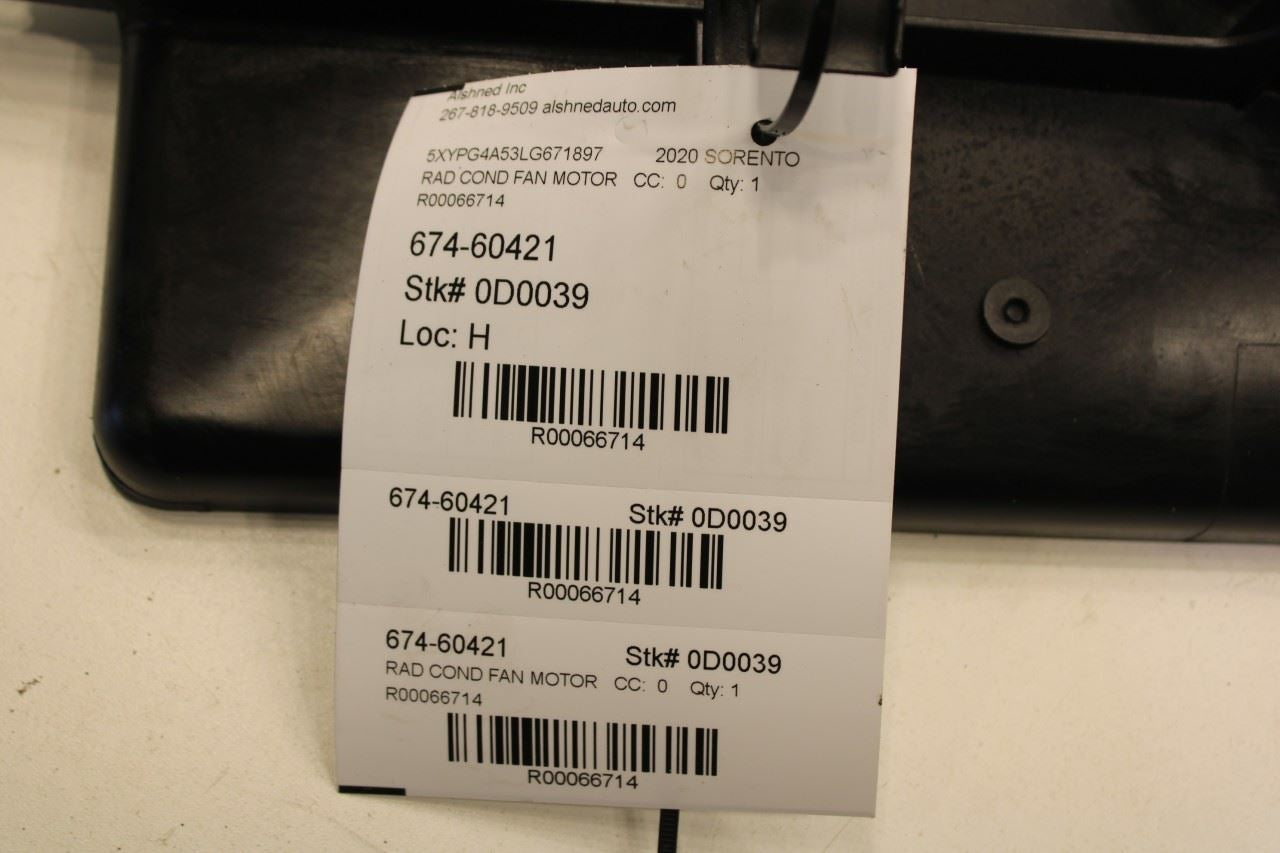 Alshned Inc
267-818-9509 alshnedauto.com
5XYPG4A53LG671897 2020 SORENTO
RAD COND FAN MOTOR CC: 0 Qty: 1
R00066714
674-60421
Stk# 0D0039
Loc: H
R00066714
674-60421 Stk# 0D0039
R00066714
674-60421 Stk# 0D0039
RAD COND FAN MOTOR CC: 0 Qty: 1
R00066714
R00066714